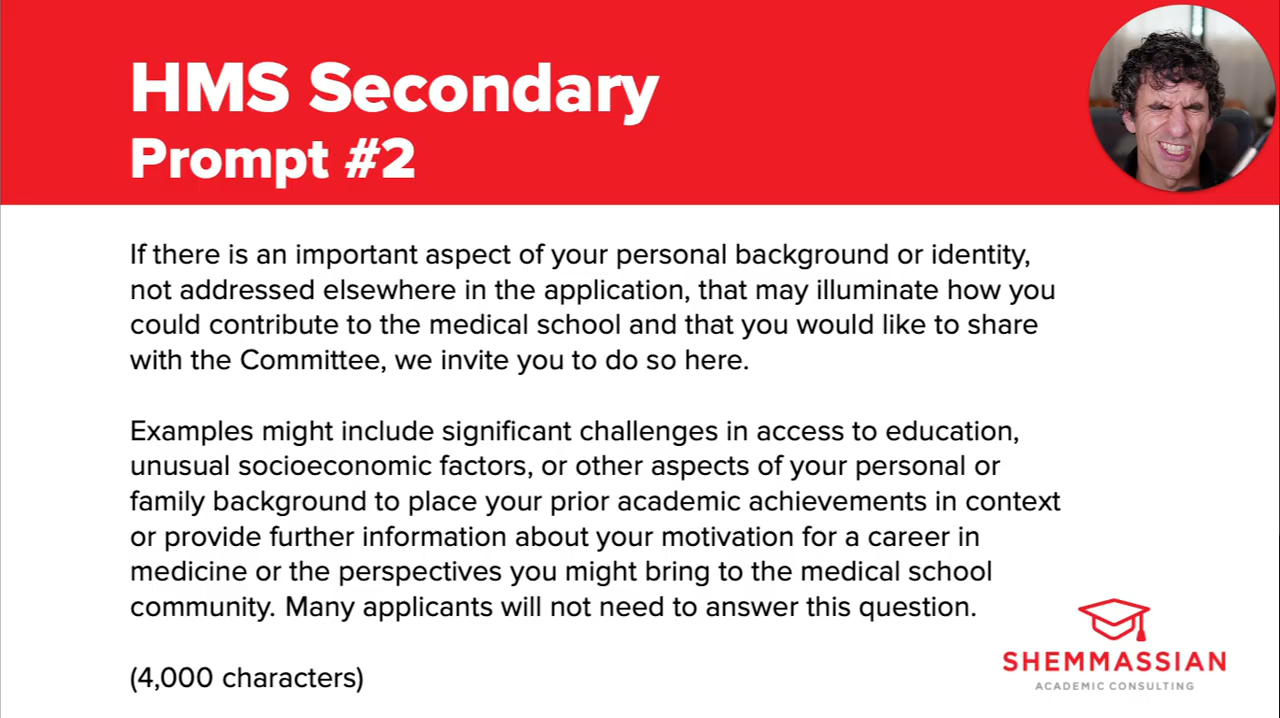 HMS Secondary
Prompt #2
If there is an important aspect of your personal background or identity,
not addressed elsewhere in the application, that may illuminate how you
could contribute to the medical school and that you would like to share
with the Committee, we invite you to do so here.
Examples might include significant challenges in access to education,
unusual socioeconomic factors, or other aspects of your personal or
family background to place your prior academic achievements in context
or provide further information about your motivation for a career in
medicine or the perspectives you might bring to the medical school
community. Many applicants will not need to answer this question.
(4,000 characters)
SHEMMASSIAN
ACADEMIC CONSULTING